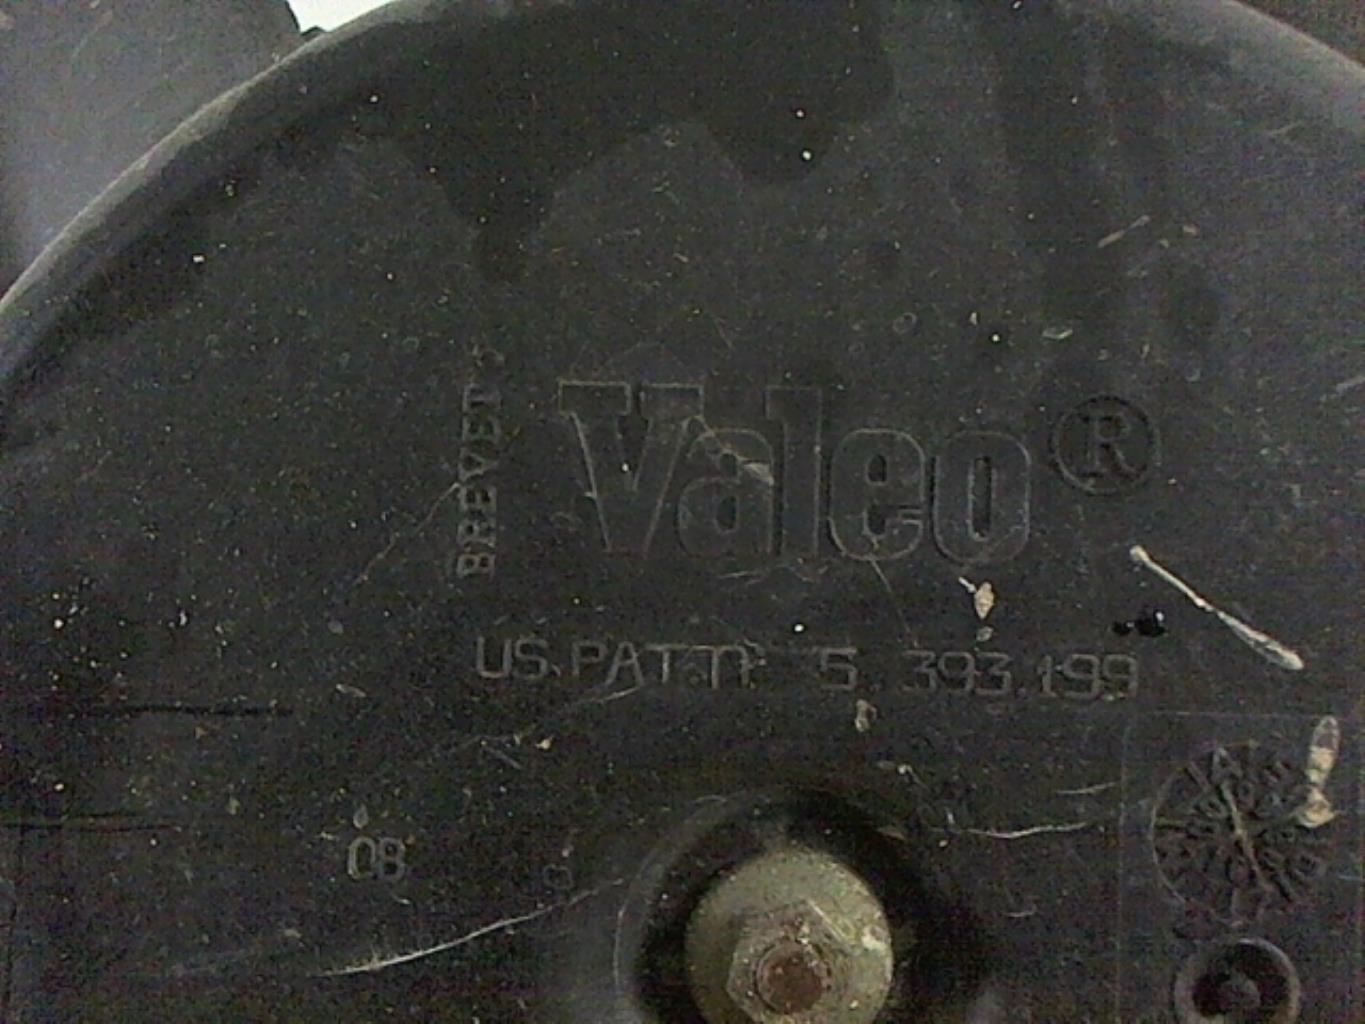 BREVET
Valeo®
US.PAT.n° 5.393.199
08